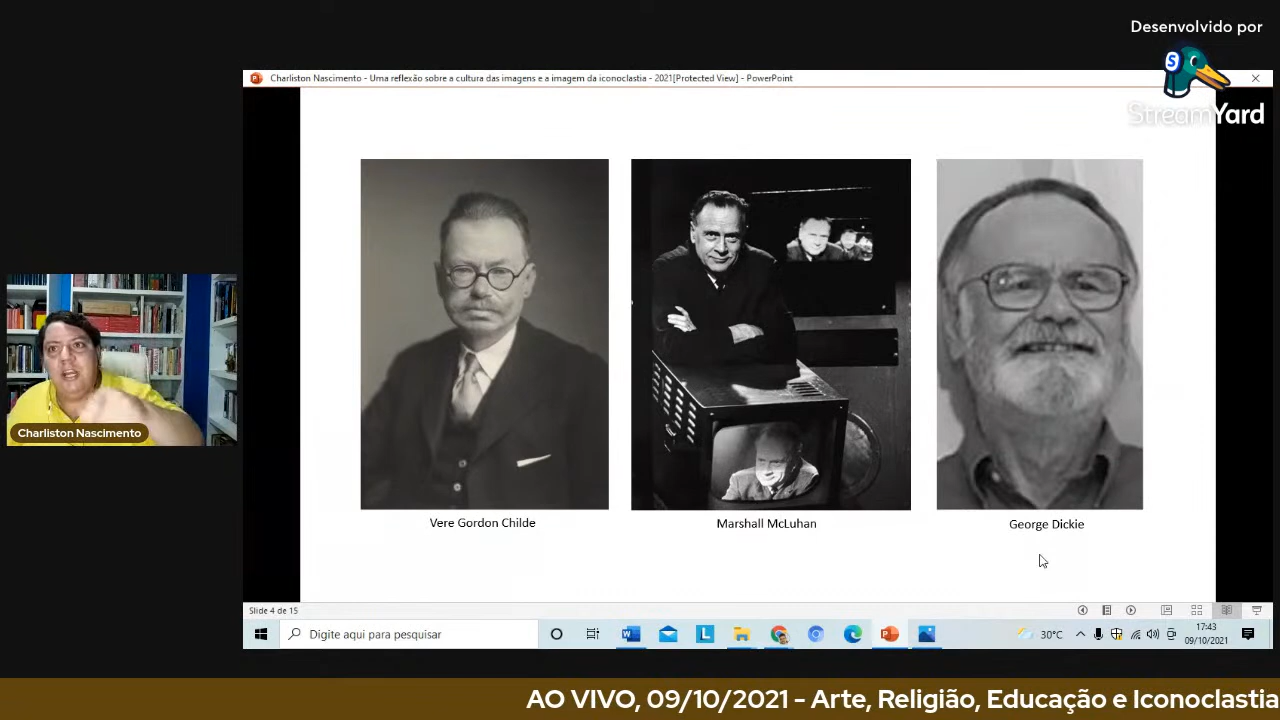 Desenvolvido por
S
StreamYard
Charliston Nascimento - Uma reflexão sobre a cultura das imagens e a imagem da iconoclastia - 2021[Protected View] - PowerPoint
Charliston Nascimento
Vere Gordon Childe
Marshall McLuhan
George Dickie
Slide 4 de 15
Digite aqui para pesquisar
30°C
17:43
09/10/2021
AO VIVO, 09/10/2021 - Arte, Religião, Educação e Iconoclastia